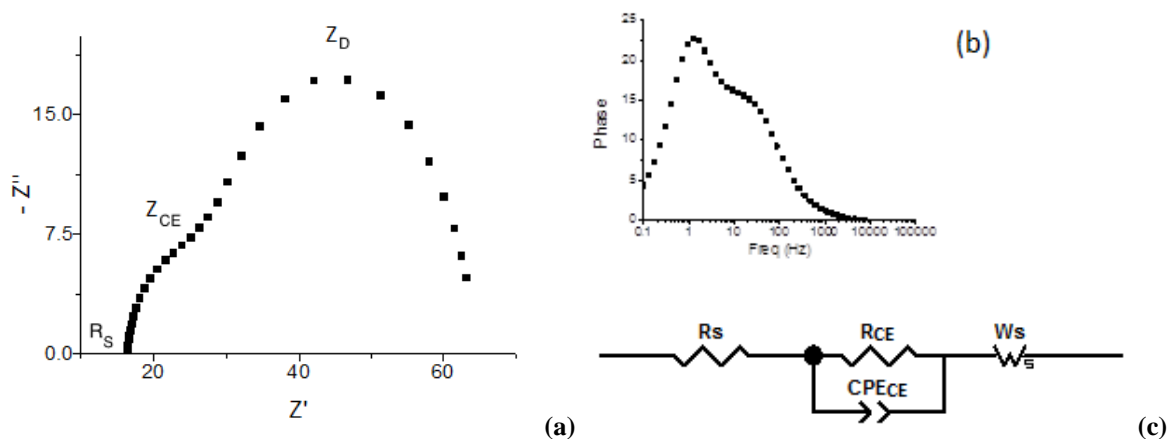 Z_D
15.0
- Z''
Z_CE
7.5
R_S
0.0
20
40
60
Z'
(a)
25
20
15
10
5
0
Phase
0.1
1
10
100
1000
10000
100000
Freq (Hz)
(b)
Rs
RCE
Ws
CPECE
s
(c)